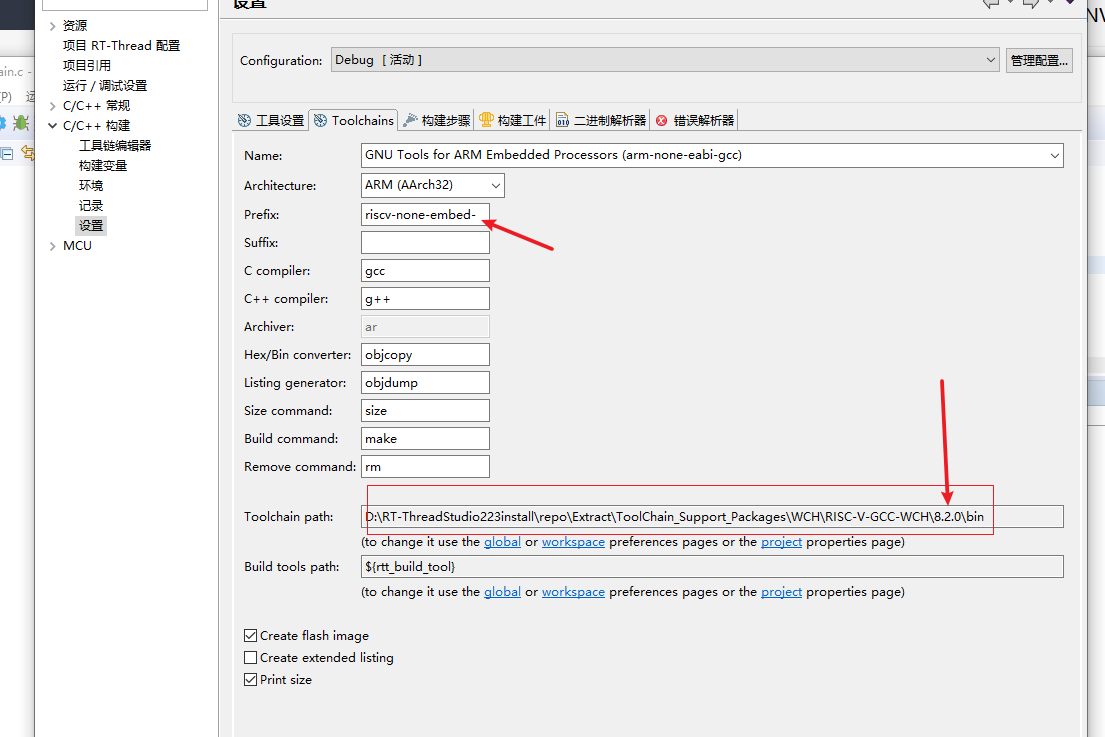 设置
NV
ain.c -
(P) 运
资源
项目 RT-Thread 配置
项目引用
运行 / 调试设置
C/C++ 常规
C/C++ 构建
工具链编辑器
构建变量
环境
记录
设置
MCU
Configuration: Debug [ 活动 ] 管理配置...
工具设置 Toolchains 构建步骤 构建工件 二进制解析器 错误解析器
Name: GNU Tools for ARM Embedded Processors (arm-none-eabi-gcc)
Architecture: ARM (AArch32)
Prefix: riscv-none-embed-
Suffix:
C compiler: gcc
C++ compiler: g++
Archiver: ar
Hex/Bin converter: objcopy
Listing generator: objdump
Size command: size
Build command: make
Remove command: rm
Toolchain path: D:\RT-ThreadStudio223install\repo\Extract\ToolChain_Support_Packages\WCH\RISC-V-GCC-WCH\8.2.0\bin
(to change it use the global or workspace preferences pages or the project properties page)
Build tools path: ${rtt_build_tool}
(to change it use the global or workspace preferences pages or the project properties page)
Create flash image
Create extended listing
Print size